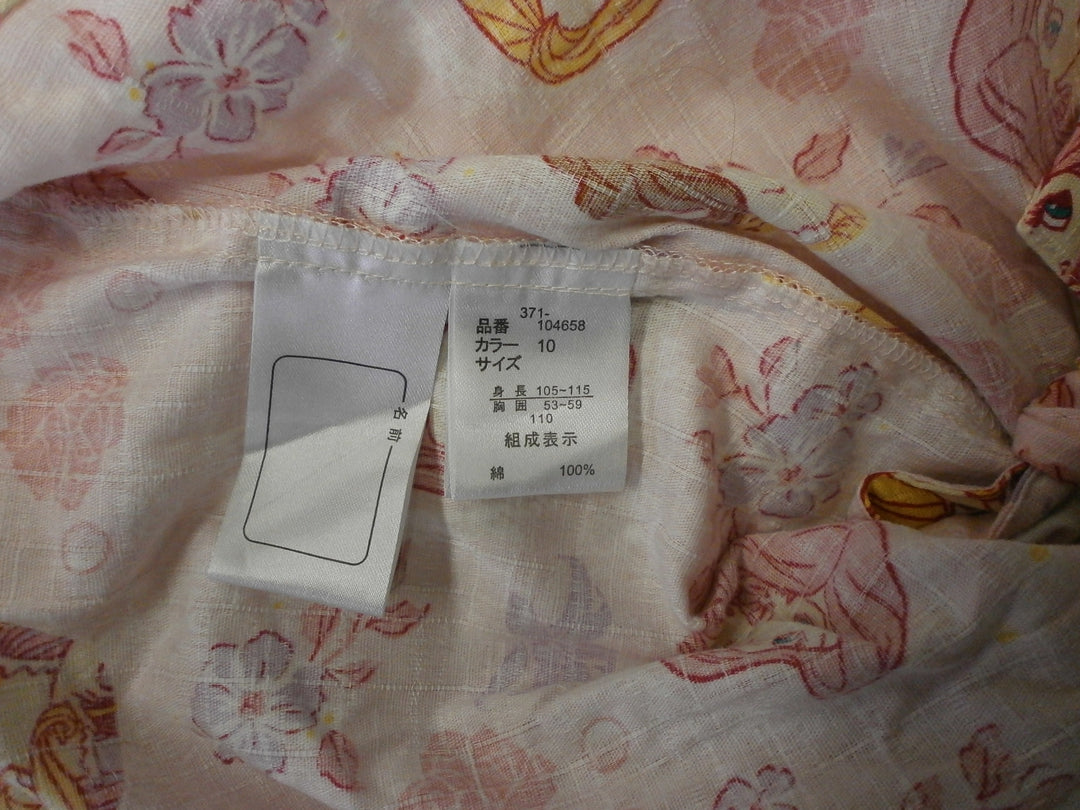 名前
371-
品番 104658
カラー 10
サイズ
身長 105~115
胸囲 53~59
110
組成表示
綿 100%